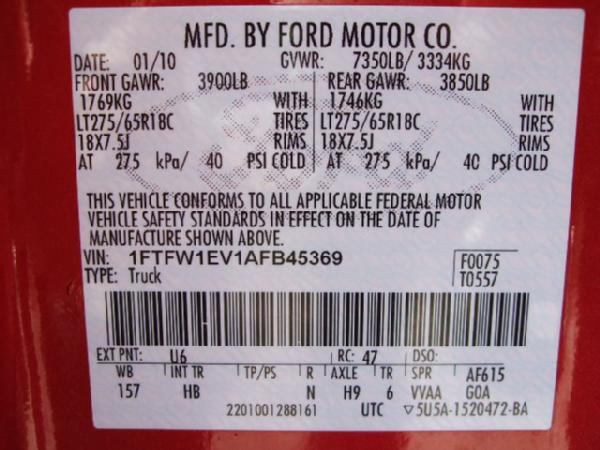 MFD. BY FORD MOTOR CO.
DATE: 01/10 GVWR: 7350LB/ 3334KG
FRONT GAWR: 3900LB REAR GAWR: 3850LB
1769KG WITH 1746KG WITH
LT275/65R18C TIRES LT275/65R18C TIRES
18X7.5J RIMS 18X7.5J RIMS
AT 275 kPa/ 40 PSI COLD AT 275 kPa/ 40 PSI COLD
THIS VEHICLE CONFORMS TO ALL APPLICABLE FEDERAL MOTOR
VEHICLE SAFETY STANDARDS IN EFFECT ON THE DATE OF
MANUFACTURE SHOWN ABOVE.
VIN: 1FTFW1EV1AFB45369 F0075
TYPE: Truck T0557
EXT PNT: U6 RC: 47 DSO:
WB INT TR TP/PS R AXLE TR SPR AF615
157 HB N H9 6 VVAA GOA
2201001288161 UTC ▽5U5A-1520472-BA